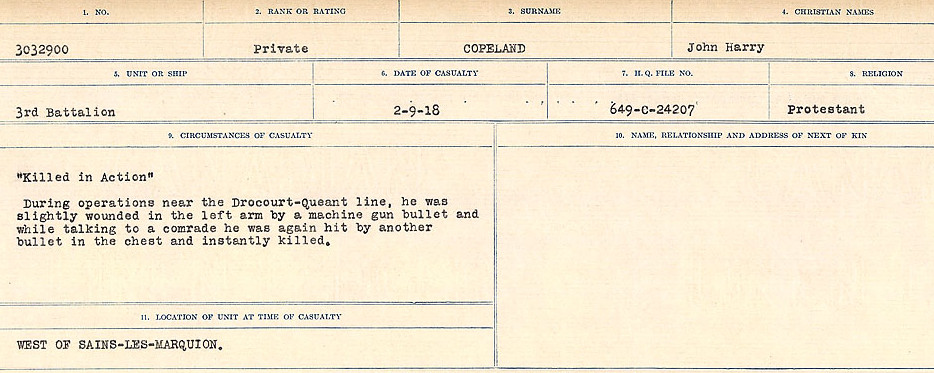 1. NO. 2. RANK OR RATING 3. SURNAME 4. CHRISTIAN NAMES
3032900 Private COPELAND John Harry
5. UNIT OR SHIP 6. DATE OF CASUALTY 7. H.Q. FILE NO. 8. RELIGION
3rd Battalion 2-9-18 649-C-24207 Protestant
9. CIRCUMSTANCES OF CASUALTY 10. NAME, RELATIONSHIP AND ADDRESS OF NEXT OF KIN
"Killed in Action"
During operations near the Drocourt-Queant line, he was
slightly wounded in the left arm by a machine gun bullet and
while talking to a comrade he was again hit by another
bullet in the chest and instantly killed.
11. LOCATION OF UNIT AT TIME OF CASUALTY
WEST OF SAINS-LES-MARQUION.